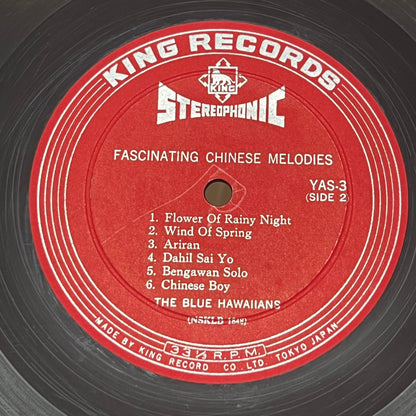 KING RECORDS
KING
STEREOPHONIC
FASCINATING CHINESE MELODIES
YAS-3
(SIDE 2)
1. Flower Of Rainy Night
2. Wind Of Spring
3. Ariran
4. Dahil Sai Yo
5. Bengawan Solo
6. Chinese Boy
THE BLUE HAWAIIANS
(NSKLB 1848)
33⅓ R.P.M.
MADE BY KING RECORD CO., LTD. TOKYO JAPAN